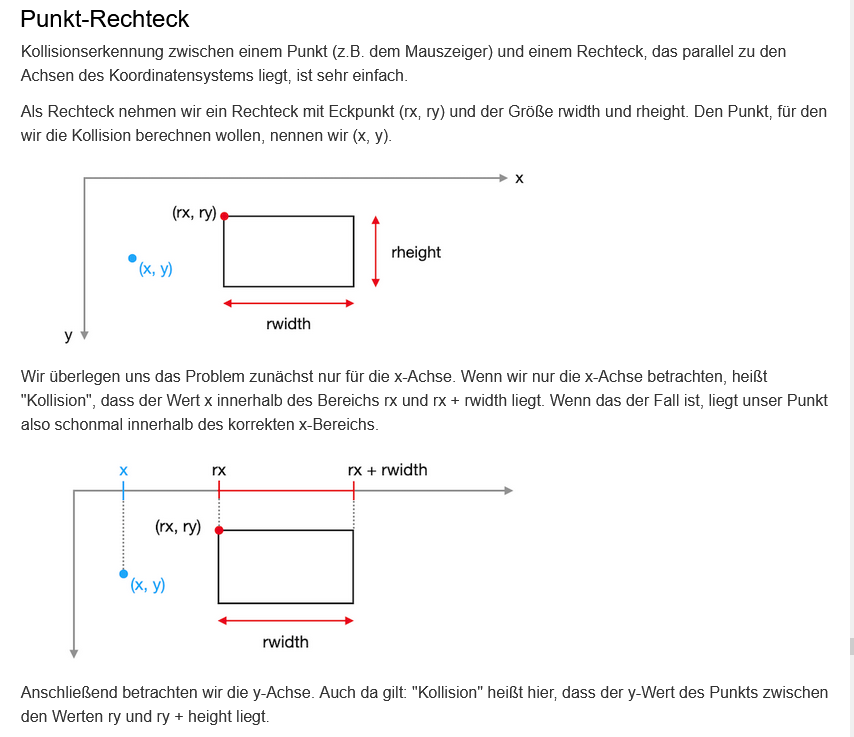 Punkt-Rechteck
Kollisionserkennung zwischen einem Punkt (z.B. dem Mauszeiger) und einem Rechteck, das parallel zu den
Achsen des Koordinatensystems liegt, ist sehr einfach.
Als Rechteck nehmen wir ein Rechteck mit Eckpunkt (rx, ry) und der Größe rwidth und rheight. Den Punkt, für den
wir die Kollision berechnen wollen, nennen wir (x, y).
x
(rx, ry)
rheight
(x, y)
rwidth
y
Wir überlegen uns das Problem zunächst nur für die x-Achse. Wenn wir nur die x-Achse betrachten, heißt
"Kollision", dass der Wert x innerhalb des Bereichs rx und rx + rwidth liegt. Wenn das der Fall ist, liegt unser Punkt
also schonmal innerhalb des korrekten x-Bereichs.
x rx rx + rwidth
(rx, ry)
(x, y)
rwidth
Anschließend betrachten wir die y-Achse. Auch da gilt: "Kollision" heißt hier, dass der y-Wert des Punkts zwischen
den Werten ry und ry + height liegt.